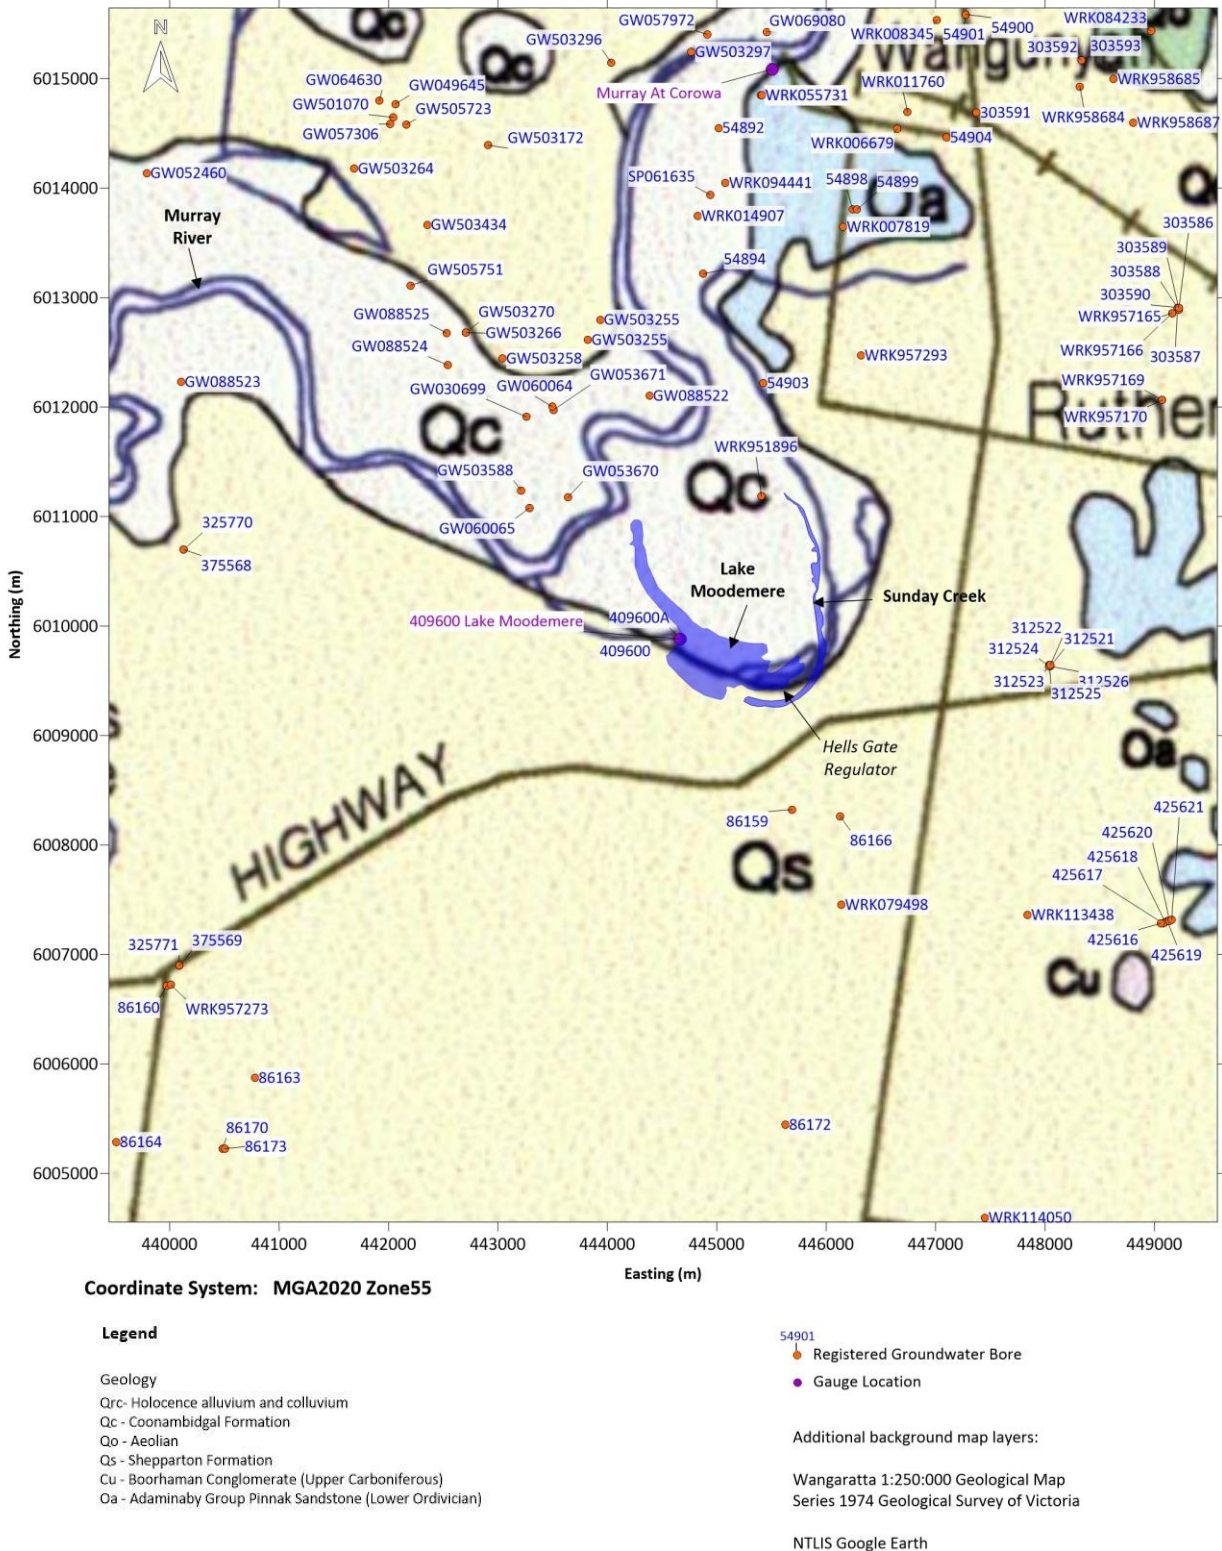 Qc
Qc
GW057972
GW069080
GW503296
GW503297
WRK008345
54901
54900
WRK084233
303592
303593
N
6015000
GW064630
GW049645
GW501070
GW505723
GW057306
GW503172
Murray At Corowa
WRK055731
WRK011760
303591
WRK958685
WRK958684
WRK958687
54892
WRK006679
54904
6014000
GW052460
GW503264
SP061635
WRK094441
54898
54899
Oa
WRK014907
WRK007819
Murray
River
GW503434
303586
303589
303588
303590
GW505751
54894
6013000
GW088525
GW503270
GW503266
GW503255
GW503255
WRK957165
WRK957166
303587
GW088524
GW503258
WRK957293
GW088523
GW030699
GW060064
GW053671
GW088522
54903
WRK957169
WRK957170
6012000
Qc
Ruther
WRK951896
GW503588
GW053670
Qc
GW060065
6011000
325770
375568
Lake
Moodemere
Sunday Creek
Northing (m)
6010000
409600 Lake Moodemere
409600A
409600
312522
312521
312524
312523
312526
312525
6009000
Hells Gate
Regulator
Oa
HIGHWAY
86159
86166
425621
425620
425618
425617
6008000
Qs
WRK079498
WRK113438
425616
425619
6007000
325771
375569
Cu
86160
WRK957273
6006000
86163
86164
86170
86173
86172
6005000
WRK114050
440000
441000
442000
443000
444000
445000
446000
447000
448000
449000
Easting (m)
Coordinate System: MGA2020 Zone55
Legend
Geology
Qrc- Holocence alluvium and colluvium
Qc - Coonambidgal Formation
Qo - Aeolian
Qs - Shepparton Formation
Cu - Boorhaman Conglomerate (Upper Carboniferous)
Oa - Adaminaby Group Pinnak Sandstone (Lower Ordivician)
54901
Registered Groundwater Bore
Gauge Location
Additional background map layers:
Wangaratta 1:250:000 Geological Map
Series 1974 Geological Survey of Victoria
NTLIS Google Earth